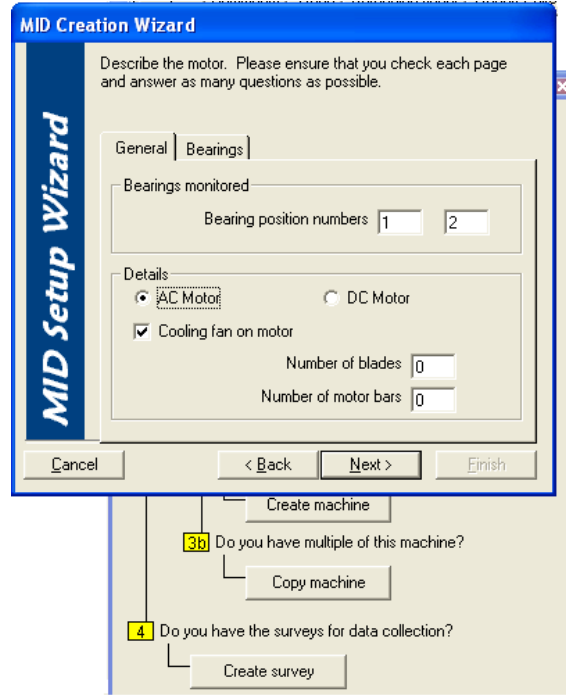 MID Creation Wizard
Describe the motor. Please ensure that you check each page
and answer as many questions as possible.
MID Setup Wizard
General
Bearings
Bearings monitored
Bearing position numbers 1 2
Details
AC Motor
DC Motor
Cooling fan on motor
Number of blades 0
Number of motor bars 0
Cancel
< Back
Next >
Finish
Create machine
3b Do you have multiple of this machine?
Copy machine
4 Do you have the surveys for data collection?
Create survey